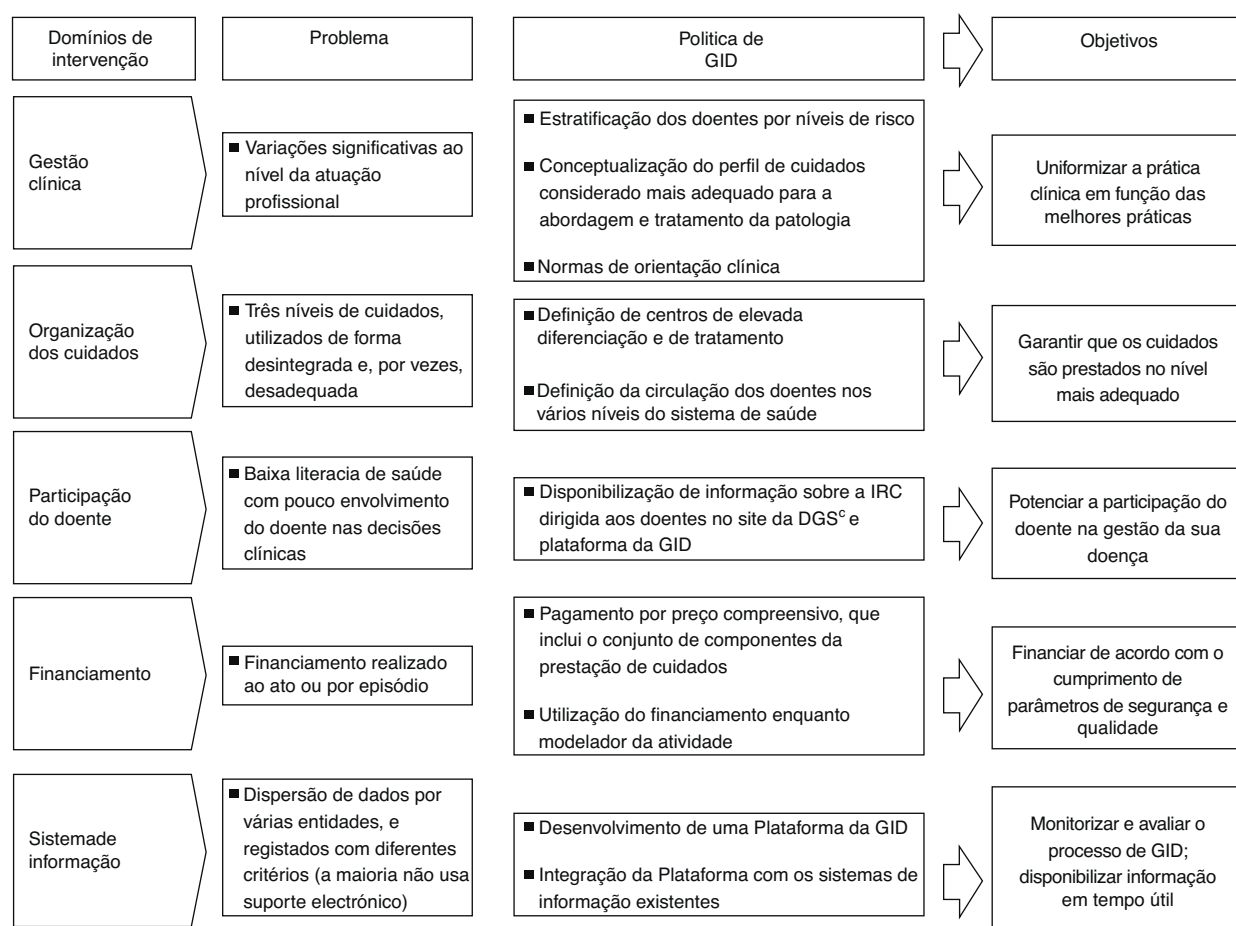 Domínios de
intervenção
Problema
Politica de
GID
Objetivos
Gestão
clínica
■ Variações significativas ao
nível da atuação
profissional
■ Estratificação dos doentes por níveis de risco
■ Conceptualização do perfil de cuidados
considerado mais adequado para a
abordagem e tratamento da patologia
■ Normas de orientação clínica
Uniformizar a prática
clínica em função das
melhores práticas
Organização
dos cuidados
■ Três níveis de cuidados,
utilizados de forma
desintegrada e, por vezes,
desadequada
■ Definição de centros de elevada
diferenciação e de tratamento
■ Definição da circulação dos doentes nos
vários níveis do sistema de saúde
Garantir que os cuidados
são prestados no nível
mais adequado
Participação
do doente
■ Baixa literacia de saúde
com pouco envolvimento
do doente nas decisões
clínicas
■ Disponibilização de informação sobre a IRC
dirigida aos doentes no site da DGSᶜ e
plataforma da GID
Potenciar a participação do
doente na gestão da sua
doença
Financiamento
■ Financiamento realizado
ao ato ou por episódio
■ Pagamento por preço compreensivo, que
inclui o conjunto de componentes da
prestação de cuidados
■ Utilização do financiamento enquanto
modelador da atividade
Financiar de acordo com o
cumprimento de
parâmetros de segurança e
qualidade
Sistemade
informação
■ Dispersão de dados por
várias entidades, e
registados com diferentes
critérios (a maioria não usa
suporte electrónico)
■ Desenvolvimento de uma Plataforma da GID
■ Integração da Plataforma com os sistemas de
informação existentes
Monitorizar e avaliar o
processo de GID;
disponibilizar informação
em tempo útil